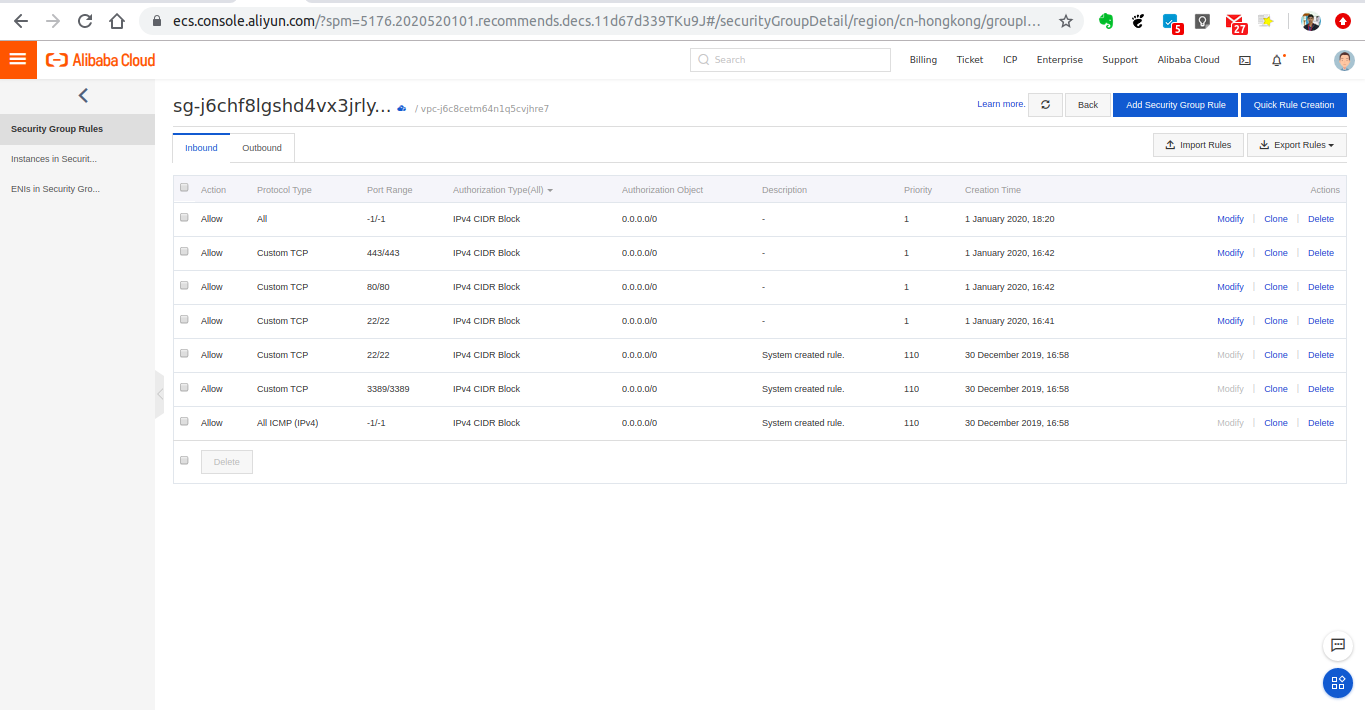 ecs.console.aliyun.com/?spm=5176.2020520101.recommends.decs.11d67d339TKu9J#/securityGroupDetail/region/cn-hongkong/groupI...
5
27
Alibaba Cloud
Search
Billing Ticket ICP Enterprise Support Alibaba Cloud EN
Security Group Rules
Instances in Securit...
ENIs in Security Gro...
sg-j6chf8lgshd4vx3jrly... / vpc-j6c8cetm64n1q5cvjhre7
Learn more. Back Add Security Group Rule Quick Rule Creation
Inbound Outbound Import Rules Export Rules
Action Protocol Type Port Range Authorization Type(All) Authorization Object Description Priority Creation Time Actions
Allow All -1/-1 IPv4 CIDR Block 0.0.0.0/0 - 1 1 January 2020, 18:20 Modify Clone Delete
Allow Custom TCP 443/443 IPv4 CIDR Block 0.0.0.0/0 - 1 1 January 2020, 16:42 Modify Clone Delete
Allow Custom TCP 80/80 IPv4 CIDR Block 0.0.0.0/0 - 1 1 January 2020, 16:42 Modify Clone Delete
Allow Custom TCP 22/22 IPv4 CIDR Block 0.0.0.0/0 - 1 1 January 2020, 16:41 Modify Clone Delete
Allow Custom TCP 22/22 IPv4 CIDR Block 0.0.0.0/0 System created rule. 110 30 December 2019, 16:58 Modify Clone Delete
Allow Custom TCP 3389/3389 IPv4 CIDR Block 0.0.0.0/0 System created rule. 110 30 December 2019, 16:58 Modify Clone Delete
Allow All ICMP (IPv4) -1/-1 IPv4 CIDR Block 0.0.0.0/0 System created rule. 110 30 December 2019, 16:58 Modify Clone Delete
Delete